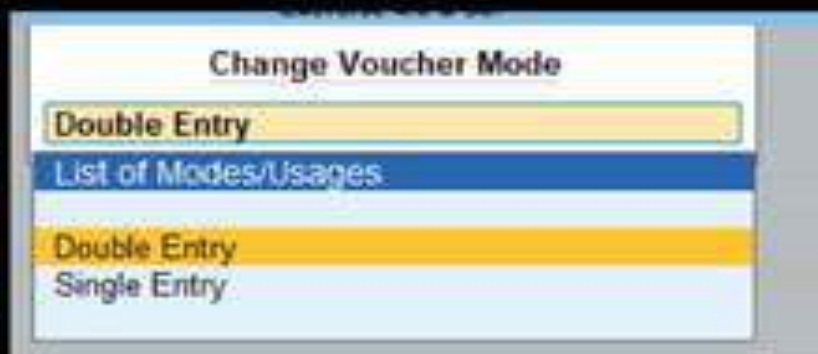 Change Voucher Mode
Double Entry
List of Modes/Usages
Double Entry
Single Entry